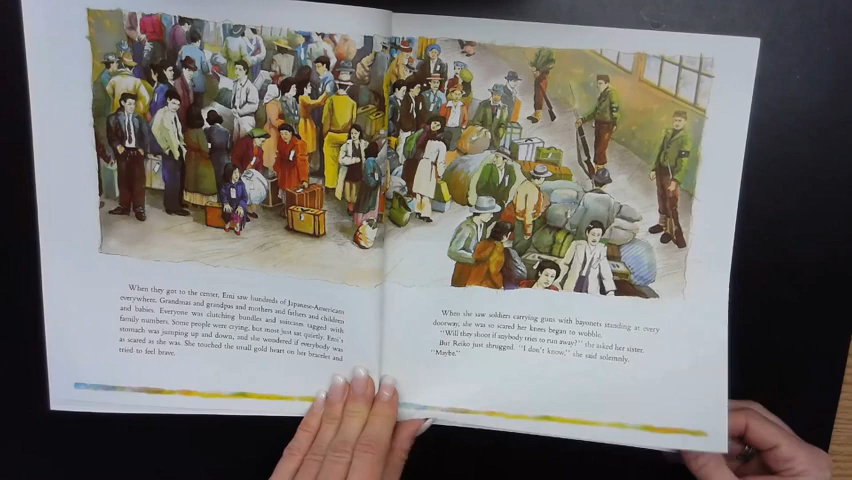 When they got to the center, Emi saw hundreds of Japanese-Americans
everywhere. Grandmas and grandpas and mothers and fathers and children
and babies. Everyone was clutching bundles and suitcases tagged with
family numbers. Some people were crying, but most just sat quietly. Emi's
stomach was jumping up and down, and she wondered if everybody was
as scared as she was. She touched the small gold heart on her bracelet and
tried to feel brave.
When she saw soldiers carrying guns with bayonets standing at every
doorway, she was so scared her knees began to wobble.
"Will they shoot if anybody tries to run away?" she asked her sister.
But Reiko just shrugged. "I don't know," she said solemnly.
"Maybe."